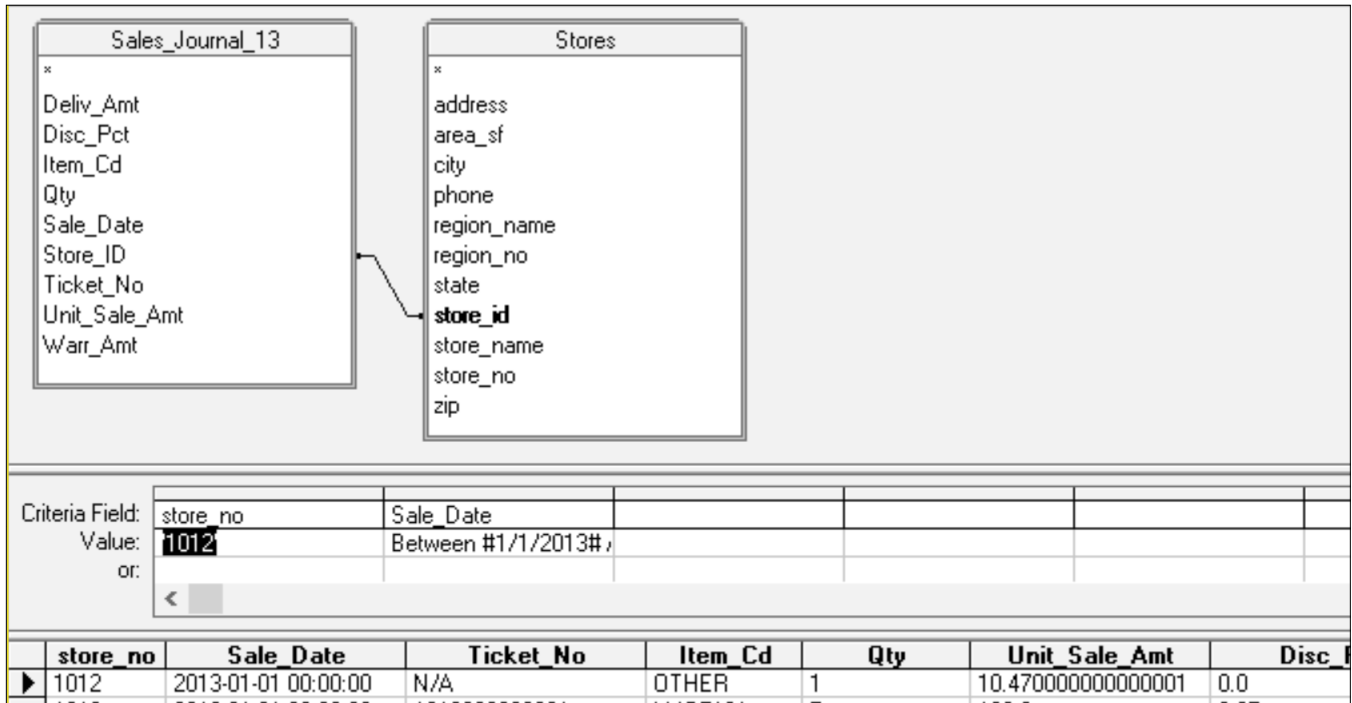 Sales_Journal_13
*
Deliv_Amt
Disc_Pct
Item_Cd
Qty
Sale_Date
Store_ID
Ticket_No
Unit_Sale_Amt
Warr_Amt
Stores
*
address
area_sf
city
phone
region_name
region_no
state
store_id
store_name
store_no
zip
Criteria Field: store_no Sale_Date
Value: '1012' Between #1/1/2013#
or:
store_no Sale_Date Ticket_No Item_Cd Qty Unit_Sale_Amt
1012 2013-01-01 00:00:00 N/A OTHER 1 10.470000000000001 0.0